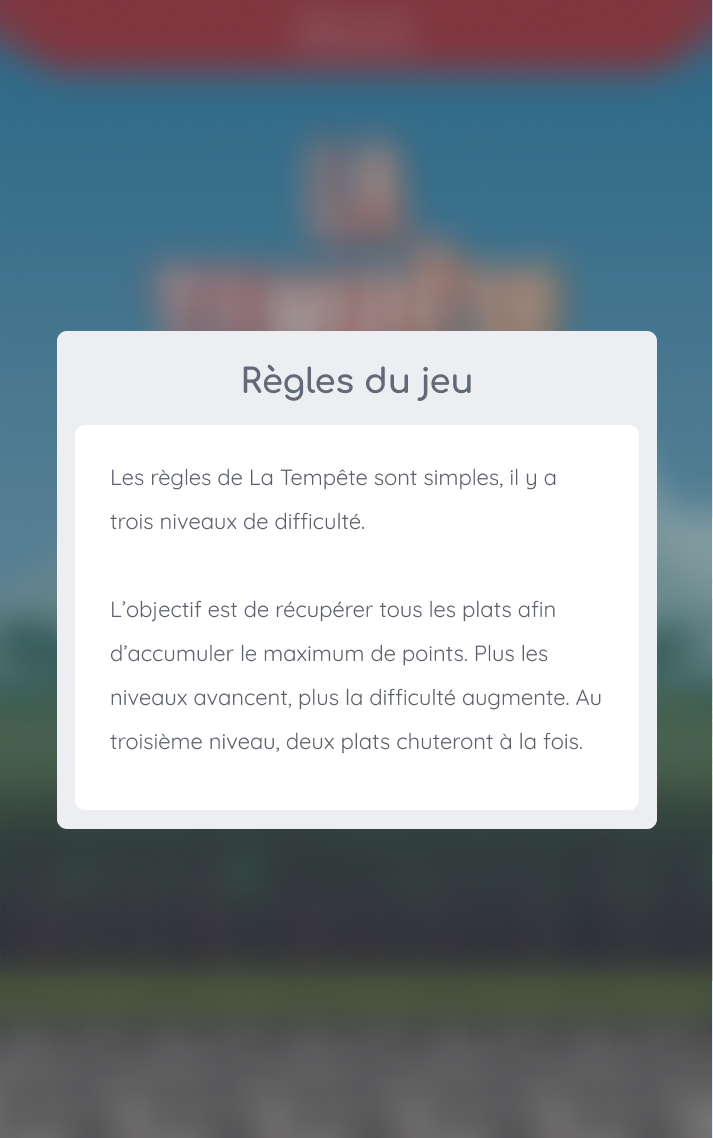 LA
TEMPÊTE
Règles du jeu
Les règles de La Tempête sont simples, il y a
trois niveaux de difficulté.
L’objectif est de récupérer tous les plats afin
d’accumuler le maximum de points. Plus les
niveaux avancent, plus la difficulté augmente. Au
troisième niveau, deux plats chuteront à la fois.